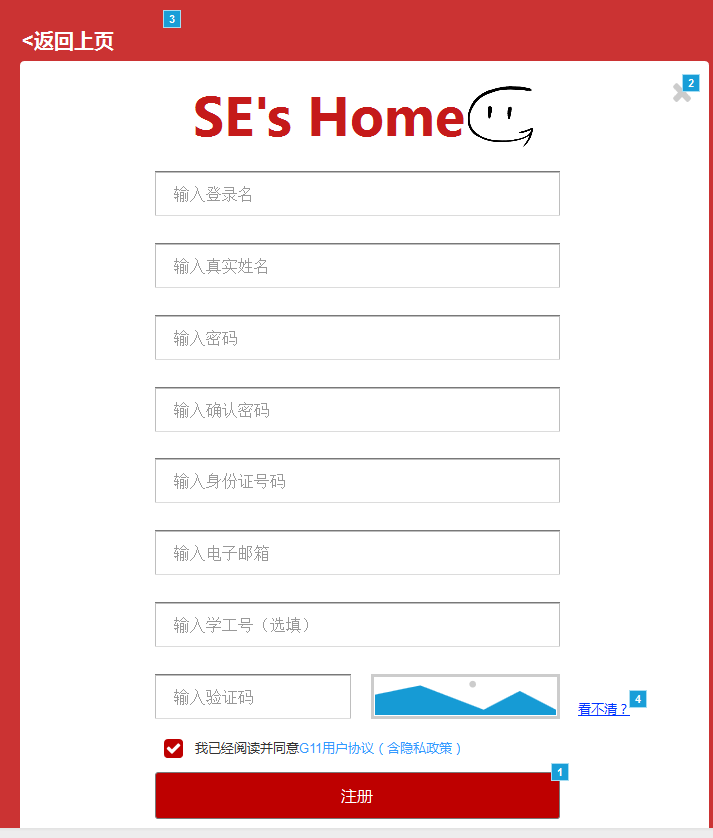 3
<返回上页
2
SE's Home
输入登录名
输入真实姓名
输入密码
输入确认密码
输入身份证号码
输入电子邮箱
输入学工号（选填）
输入验证码
看不清？
4
我已经阅读并同意G11用户协议（含隐私政策）
1
注册